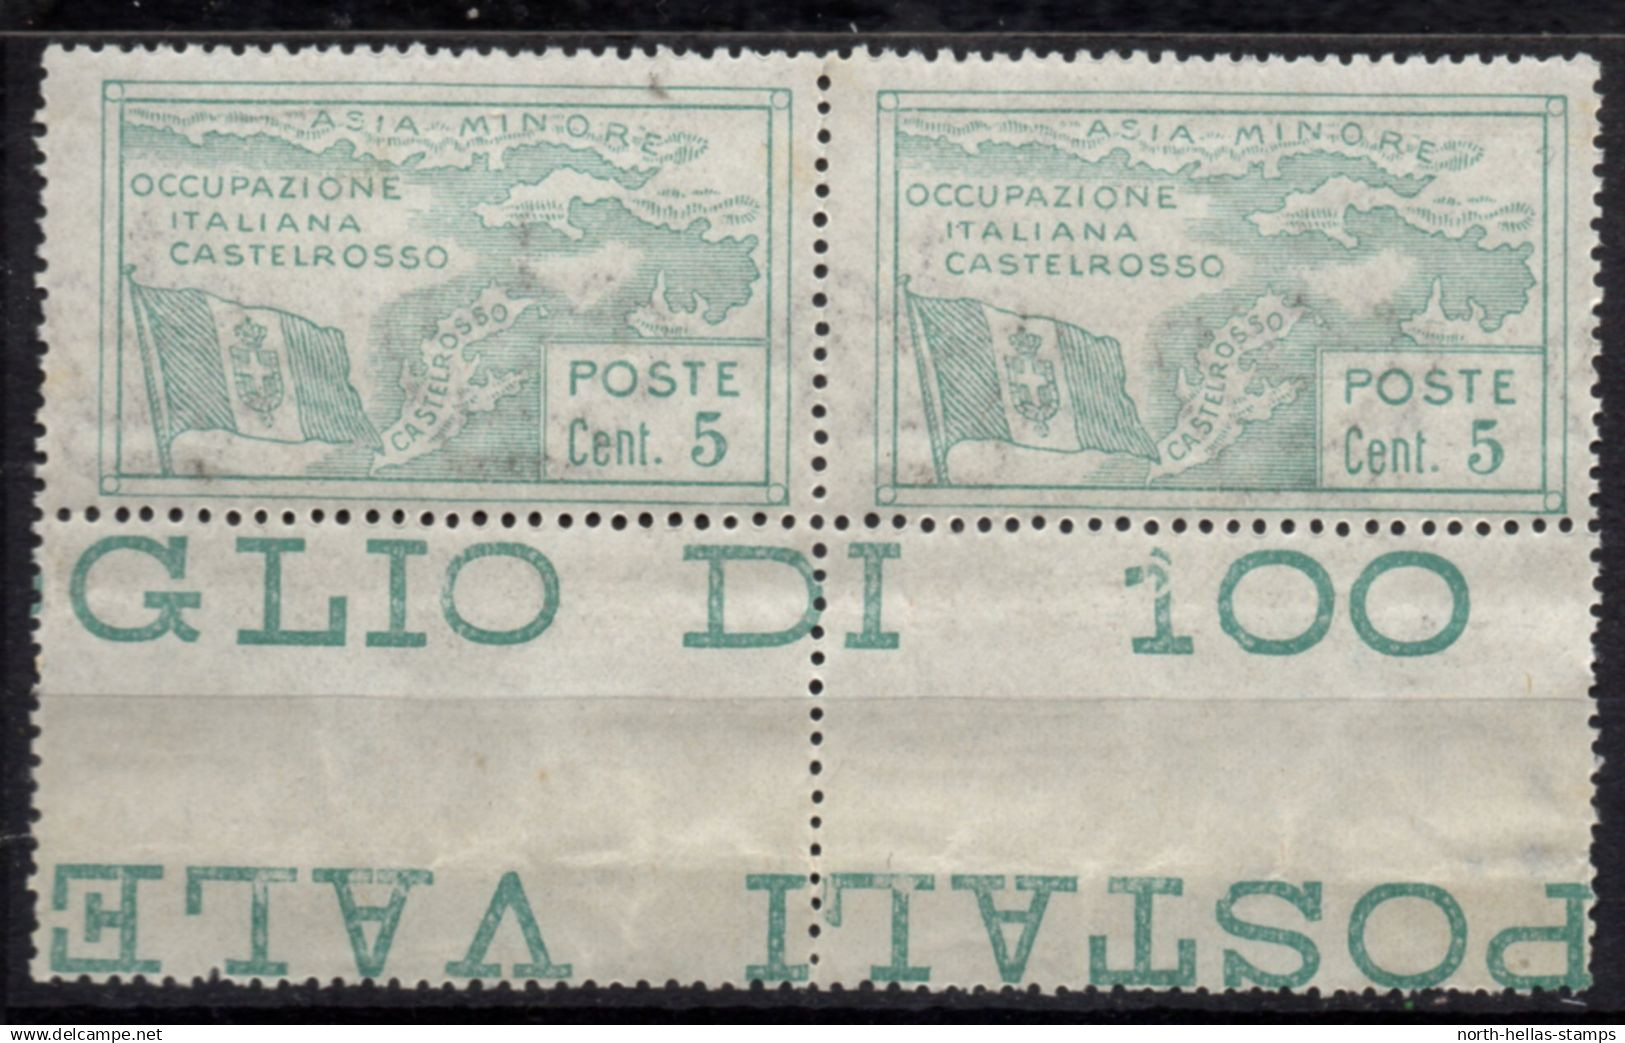 ASIA MINORE
OCCUPAZIONE
ITALIANA
CASTELROSSO
CASTELROSSO
POSTE
Cent. 5
ASIA MINORE
OCCUPAZIONE
ITALIANA
CASTELROSSO
CASTELROSSO
POSTE
Cent. 5
GLIO DI 100
POSTALI VALE
delcampe.net
north-hellas-stamps